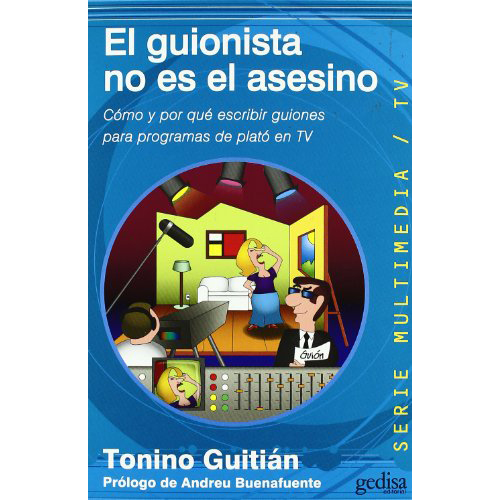 El guionista
no es el asesino
Cómo y por qué escribir guiones
para programas de plató en TV
SERIE MULTIMEDIA / TV
Guión
Tonino Guitián
Prólogo de Andreu Buenafuente
gedisa
editorial